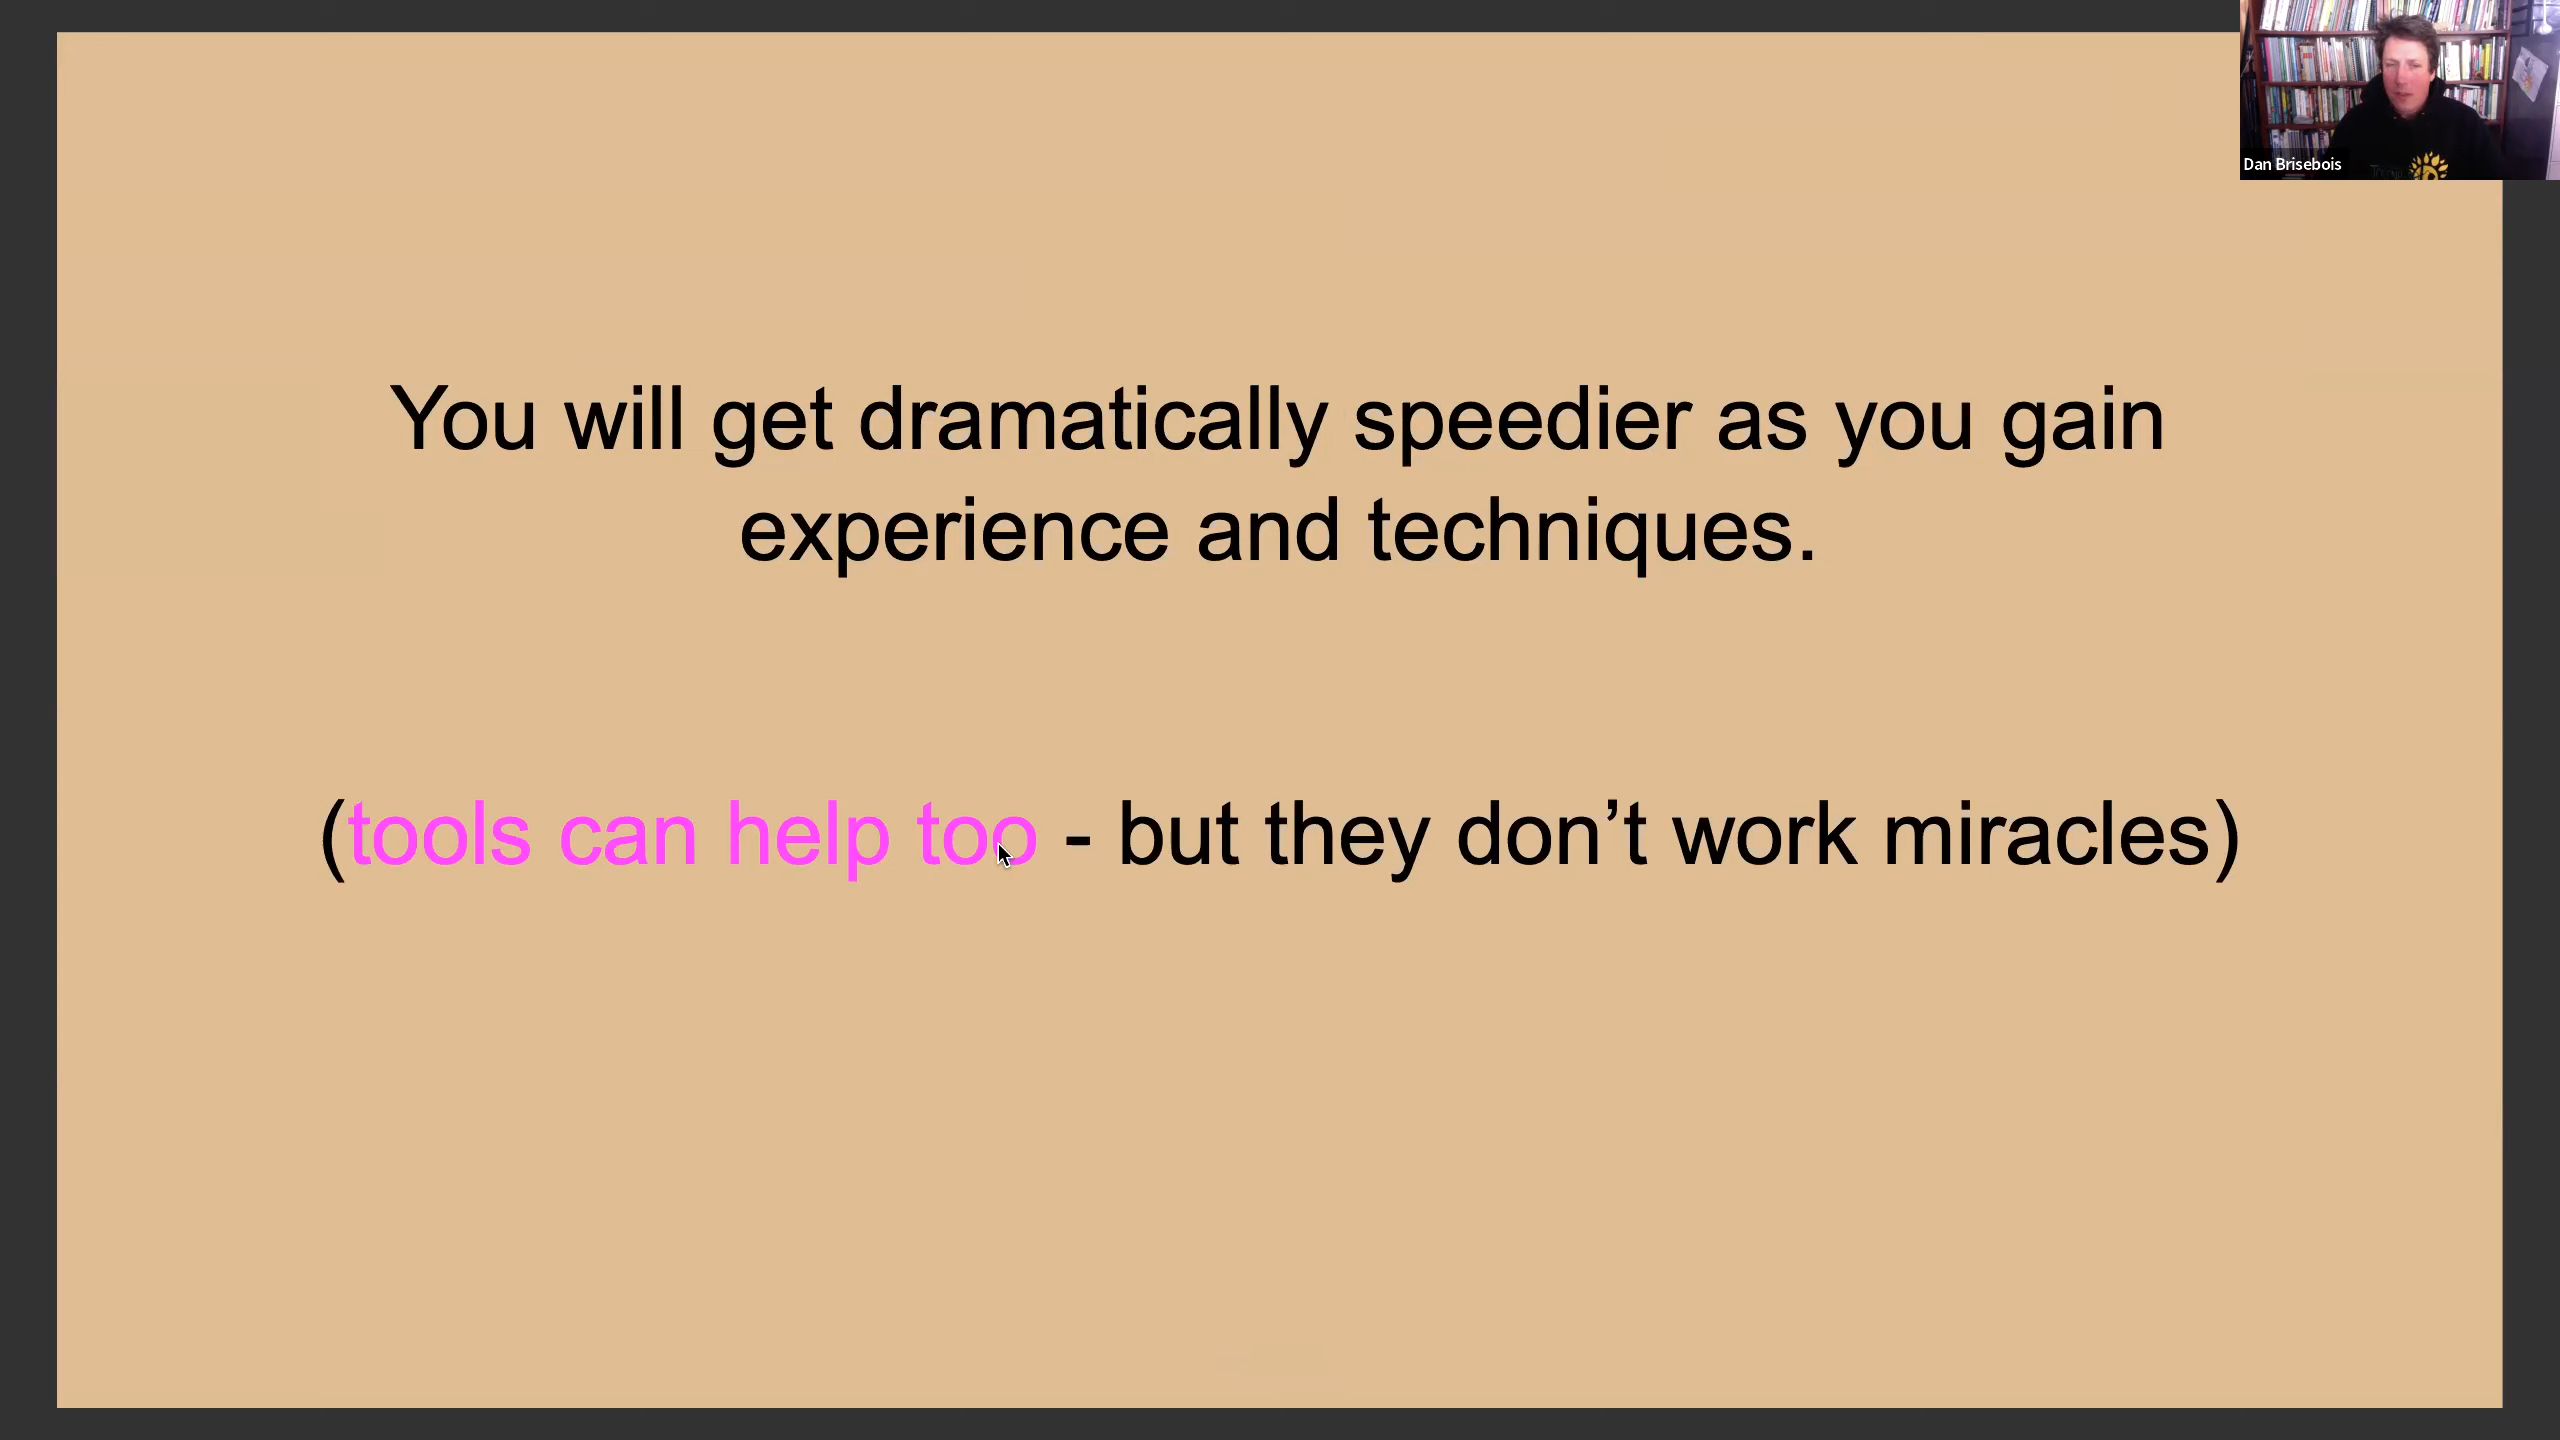 You will get dramatically speedier as you gain
experience and techniques.
(tools can help too - but they don’t work miracles)
Dan Brisebois